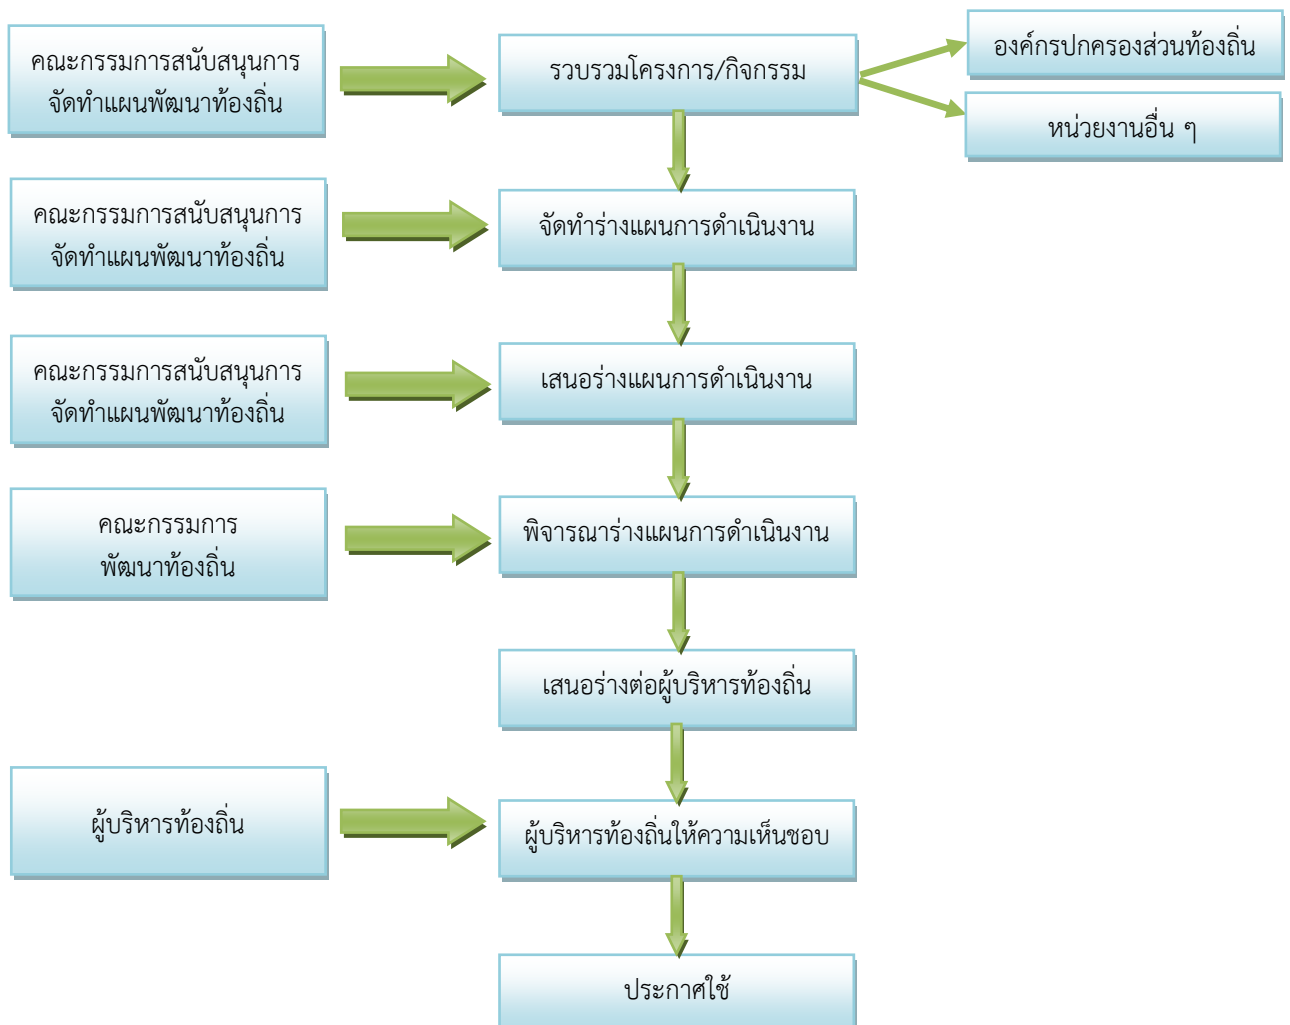 คณะกรรมการสนับสนุนการ
จัดทำแผนพัฒนาท้องถิ่น
รวบรวมโครงการ/กิจกรรม
องค์กรปกครองส่วนท้องถิ่น
หน่วยงานอื่น ๆ
คณะกรรมการสนับสนุนการ
จัดทำแผนพัฒนาท้องถิ่น
จัดทำร่างแผนการดำเนินงาน
คณะกรรมการสนับสนุนการ
จัดทำแผนพัฒนาท้องถิ่น
เสนอร่างแผนการดำเนินงาน
คณะกรรมการ
พัฒนาท้องถิ่น
พิจารณาร่างแผนการดำเนินงาน
เสนอร่างต่อผู้บริหารท้องถิ่น
ผู้บริหารท้องถิ่น
ผู้บริหารท้องถิ่นให้ความเห็นชอบ
ประกาศใช้